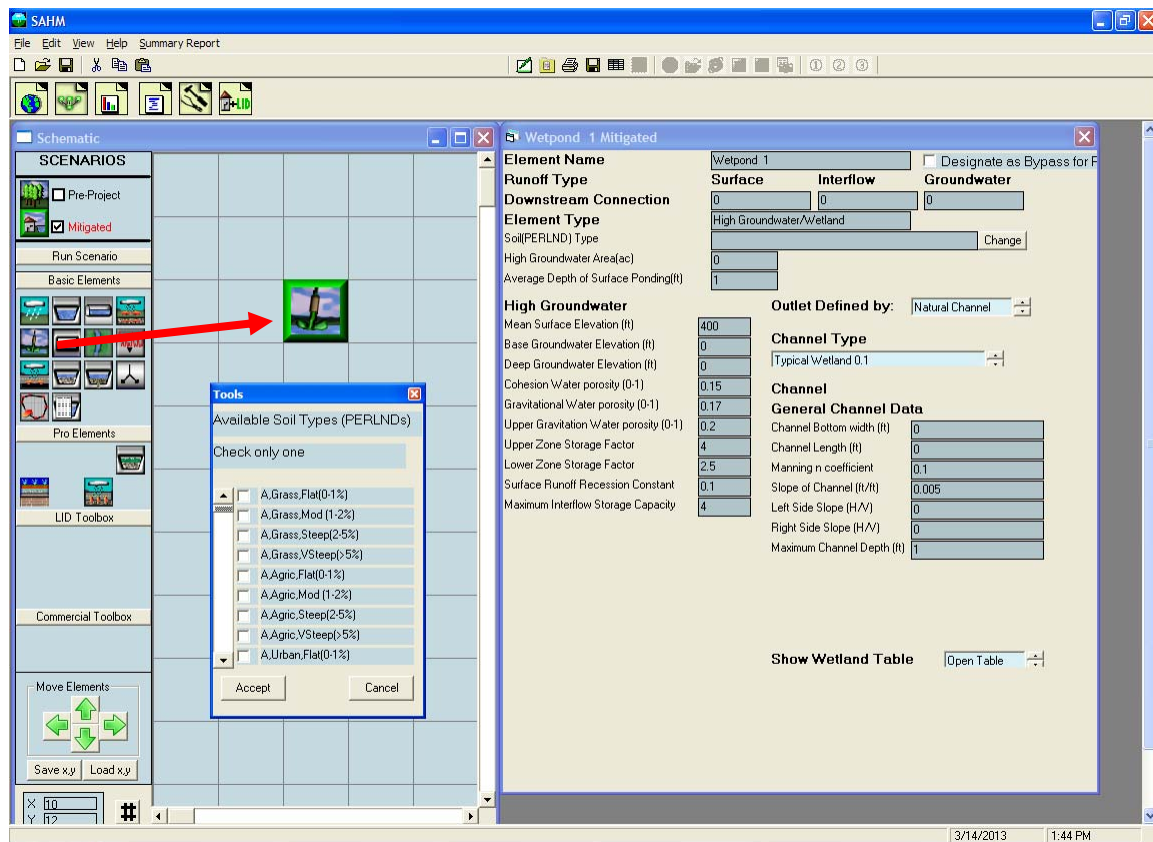 SAHM
File Edit View Help Summary Report
① ② ③
+LID
Schematic
SCENARIOS
Pre-Project
Mitigated
Run Scenario
Basic Elements
Pro Elements
LID Toolbox
Commercial Toolbox
Move Elements
Save x,y Load x,y
X 10
Y 12
#
Tools
Available Soil Types (PERLNDs)
Check only one
A,Grass,Flat(0-1%)
A,Grass,Mod (1-2%)
A,Grass,Steep(2-5%)
A,Grass,VSteep(>5%)
A,Agric,Flat(0-1%)
A,Agric,Mod (1-2%)
A,Agric,Steep(2-5%)
A,Agric,VSteep(>5%)
A,Urban,Flat(0-1%)
Accept Cancel
Wetpond 1 Mitigated
Element Name Wetpond 1 Designate as Bypass for P
Runoff Type Surface Interflow Groundwater
Downstream Connection 0 0 0
Element Type High Groundwater/Wetland
Soil(PERLND) Type Change
High Groundwater Area(ac) 0
Average Depth of Surface Ponding(ft) 1
High Groundwater
Mean Surface Elevation (ft) 400
Base Groundwater Elevation (ft) 0
Deep Groundwater Elevation (ft) 0
Cohesion Water porosity (0-1) 0.15
Gravitational Water porosity (0-1) 0.17
Upper Gravitation Water porosity (0-1) 0.2
Upper Zone Storage Factor 4
Lower Zone Storage Factor 2.5
Surface Runoff Recession Constant 0.1
Maximum Interflow Storage Capacity 4
Outlet Defined by: Natural Channel
Channel Type
Typical Wetland 0.1
Channel
General Channel Data
Channel Bottom width (ft) 0
Channel Length (ft) 0
Manning n coefficient 0.1
Slope of Channel (ft/ft) 0.005
Left Side Slope (H/V) 0
Right Side Slope (H/V) 0
Maximum Channel Depth (ft) 1
Show Wetland Table Open Table
3/14/2013 1:44 PM